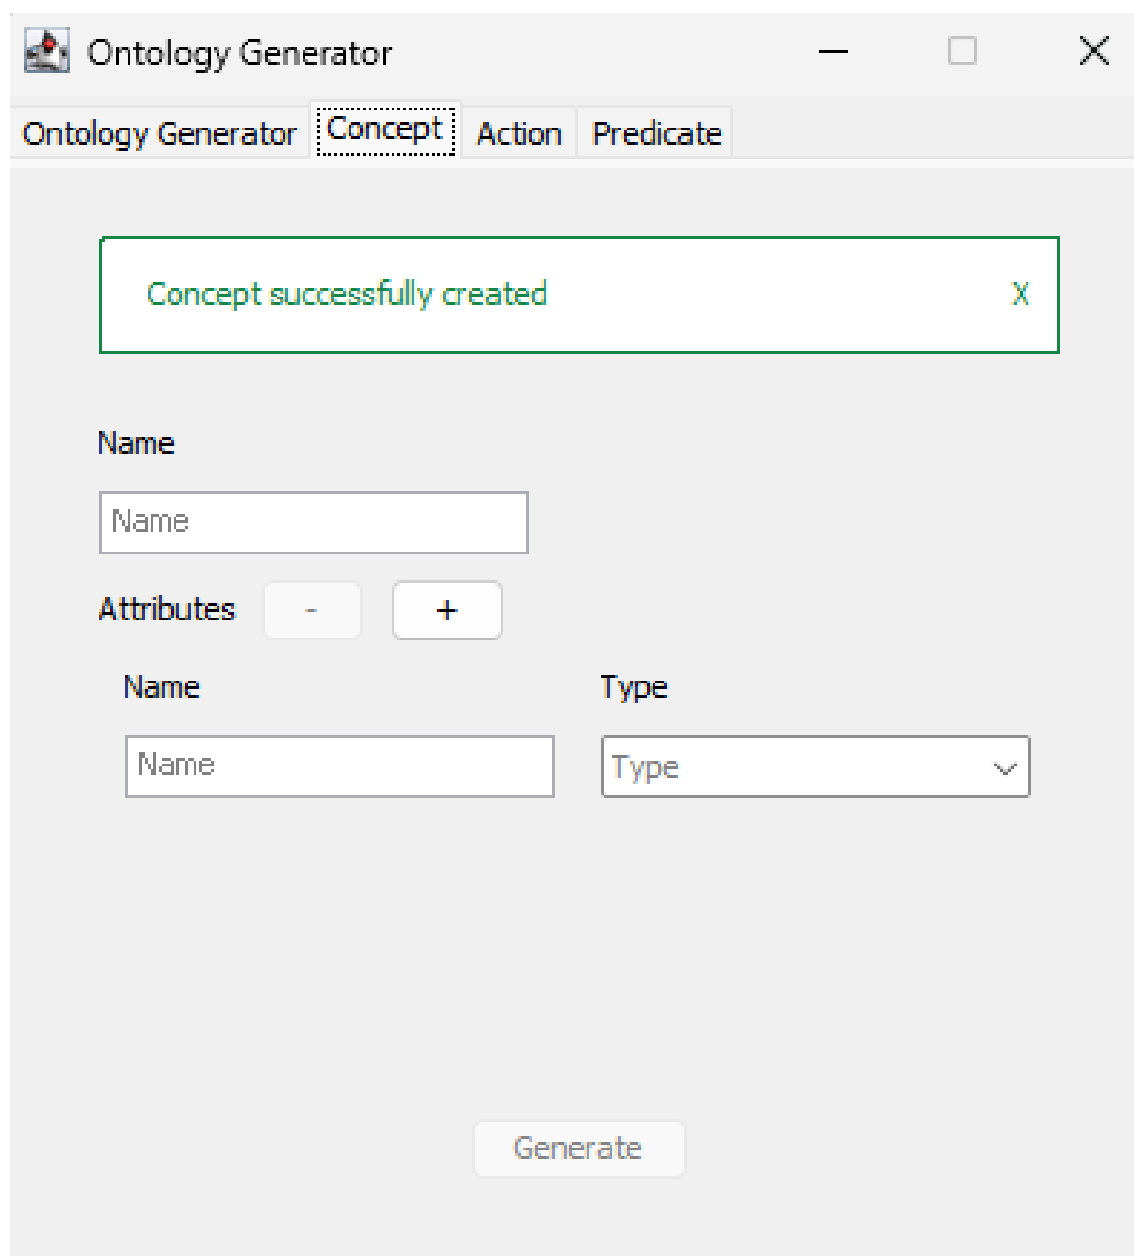 Ontology Generator
Ontology Generator Concept Action Predicate
Concept successfully created X
Name
Name
Attributes - +
Name Type
Name Type
Generate